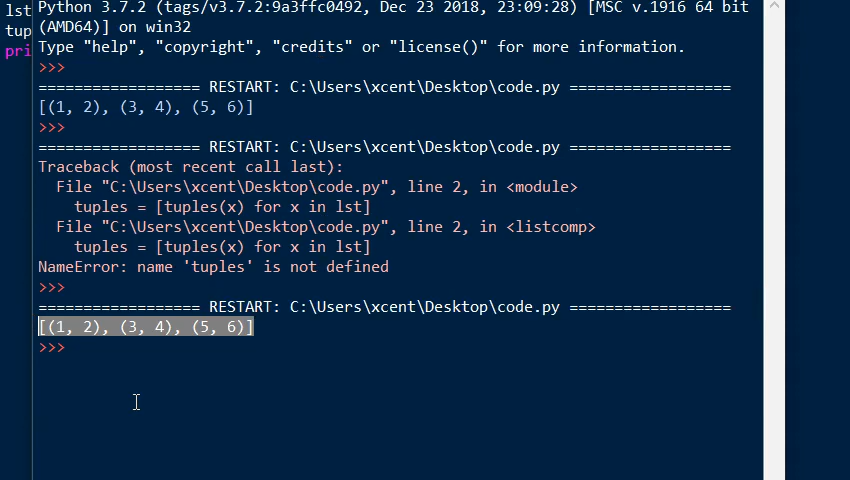 lst
tup
pri
Python 3.7.2 (tags/v3.7.2:9a3ffc0492, Dec 23 2018, 23:09:28) [MSC v.1916 64 bit
(AMD64)] on win32
Type "help", "copyright", "credits" or "license()" for more information.
>>>
================== RESTART: C:\Users\xcent\Desktop\code.py ==================
[(1, 2), (3, 4), (5, 6)]
>>>
================== RESTART: C:\Users\xcent\Desktop\code.py ==================
Traceback (most recent call last):
  File "C:\Users\xcent\Desktop\code.py", line 2, in <module>
    tuples = [tuples(x) for x in lst]
  File "C:\Users\xcent\Desktop\code.py", line 2, in <listcomp>
    tuples = [tuples(x) for x in lst]
NameError: name 'tuples' is not defined
>>>
================== RESTART: C:\Users\xcent\Desktop\code.py ==================
[(1, 2), (3, 4), (5, 6)]
>>>